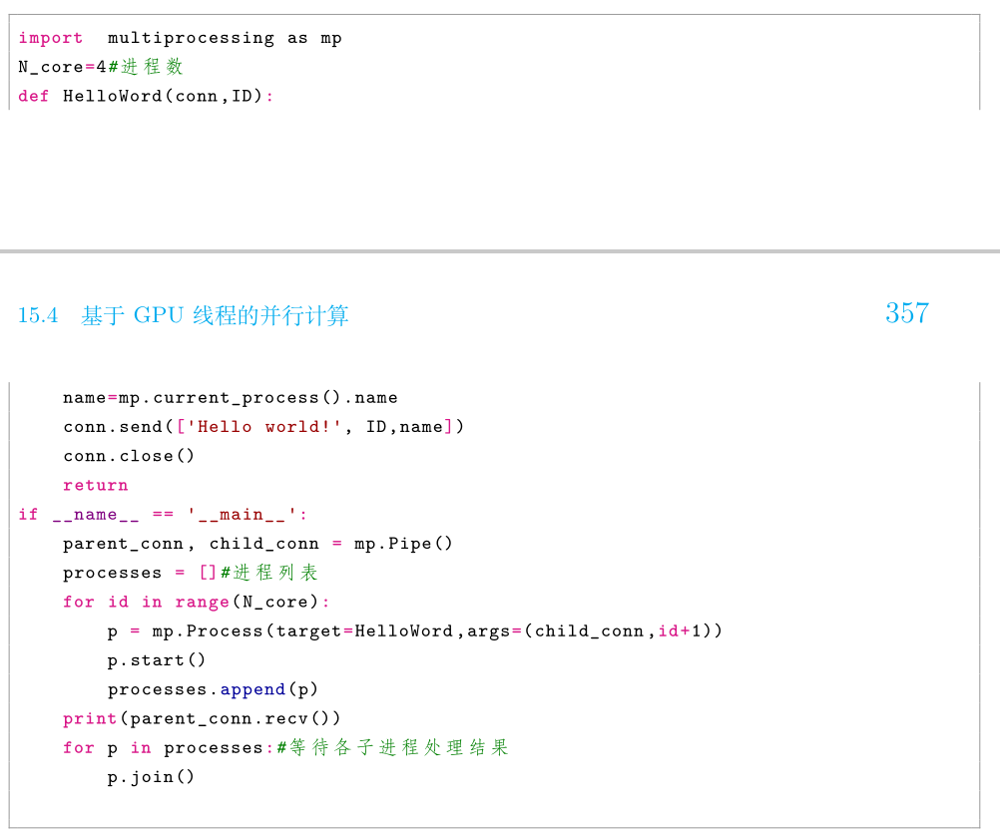 import  multiprocessing as mp
N_core=4#进程数
def HelloWord(conn,ID):
15.4 基于 GPU 线程的并行计算 357
    name=mp.current_process().name
    conn.send(['Hello world!', ID,name])
    conn.close()
    return
if __name__ == '__main__':
    parent_conn, child_conn = mp.Pipe()
    processes = []#进程列表
    for id in range(N_core):
        p = mp.Process(target=HelloWord,args=(child_conn,id+1))
        p.start()
        processes.append(p)
    print(parent_conn.recv())
    for p in processes:#等待各子进程处理结果
        p.join()